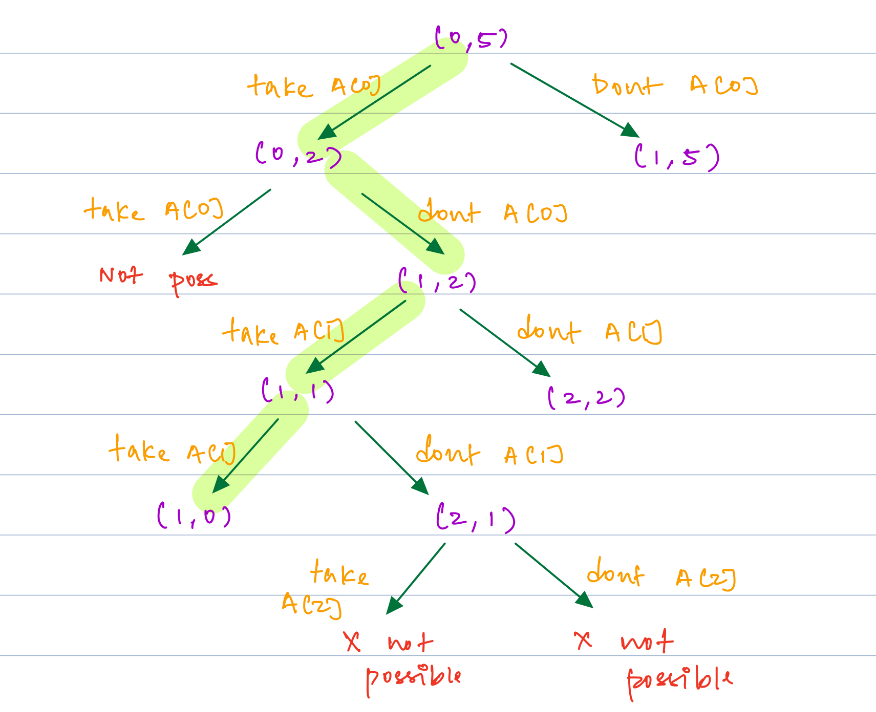 (0,5)
take A[0]
Dont A[0]
(0,2)
(1,5)
take A[0]
dont A[0]
Not poss
(1,2)
take A[1]
dont A[1]
(1,1)
(2,2)
take A[1]
dont A[1]
(1,0)
(2,1)
take
A[2]
dont A[2]
X not
possible
X not
possible